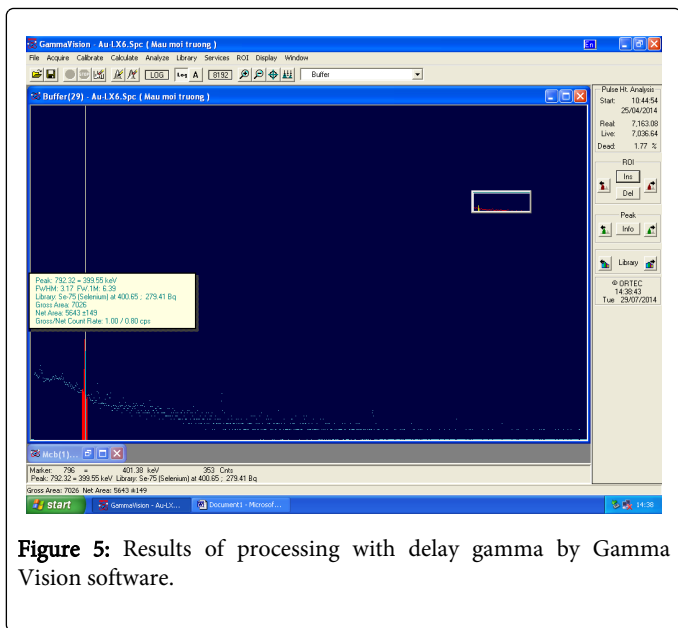 GammaVision - Au-LX6.Spc ( Mau moi truong )
En
File Acquire Calibrate Calculate Analyze Library Services ROI Display Window
LOG Log A 8192 Buffer
Buffer(29) - Au-LX6.Spc ( Mau moi truong )
Pulse Ht. Analysis
Start: 10:44:54
25/04/2014
Real: 7,163.08
Live: 7,036.64
Dead: 1.77 %
ROI
Ins
Del
Peak
Info
Library
© ORTEC
14:38:43
Tue 29/07/2014
Peak: 792.32 = 399.55 keV
FWHM: 3.17 FW.1M: 6.39
Library: Se-75 (Selenium) at 400.65 ; 279.41 Bq
Gross Area: 7026
Net Area: 5643 ±149
Gross/Net Count Rate: 1.00 / 0.80 cps
Mcb(1)...
Marker: 796 = 401.38 keV 353 Cnts
Peak: 792.32 = 399.55 keV Library: Se-75 (Selenium) at 400.65 ; 279.41 Bq
Gross Area: 7026 Net Area: 5643 ±149
start GammaVision - Au-LX... Document1 - Microsof... 14:38
Figure 5: Results of processing with delay gamma by Gamma
Vision software.